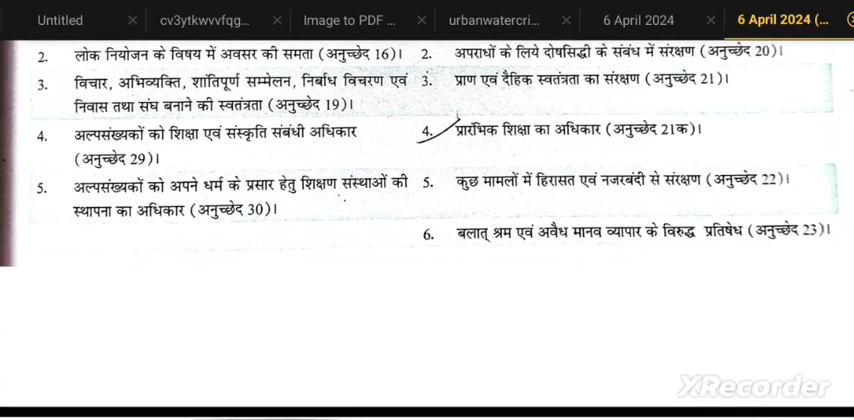 Untitled
cv3ytkwvvfqg...
Image to PDF ...
urbanwatercri...
6 April 2024
6 April 2024 (...
2. लोक नियोजन के विषय में अवसर की समता (अनुच्छेद 16)।
3. विचार, अभिव्यक्ति, शांतिपूर्ण सम्मेलन, निर्बाध विचरण एवं
निवास तथा संघ बनाने की स्वतंत्रता (अनुच्छेद 19)।
4. अल्पसंख्यकों को शिक्षा एवं संस्कृति संबंधी अधिकार
(अनुच्छेद 29)।
5. अल्पसंख्यकों को अपने धर्म के प्रसार हेतु शिक्षण संस्थाओं की
स्थापना का अधिकार (अनुच्छेद 30)।
2. अपराधों के लिये दोषसिद्धी के संबंध में संरक्षण (अनुच्छेद 20)।
3. प्राण एवं दैहिक स्वतंत्रता का संरक्षण (अनुच्छेद 21)।
4. प्रारंभिक शिक्षा का अधिकार (अनुच्छेद 21क)।
5. कुछ मामलों में हिरासत एवं नजरबंदी से संरक्षण (अनुच्छेद 22)।
6. बलात् श्रम एवं अवैध मानव व्यापार के विरुद्ध प्रतिषेध (अनुच्छेद 23)।
XRecorder